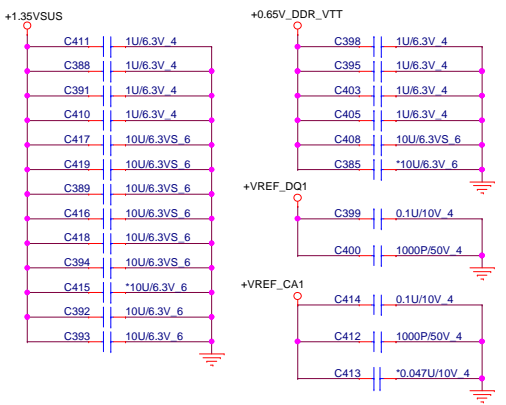 +1.35VSUS
C411 1U/6.3V_4
C388 1U/6.3V_4
C391 1U/6.3V_4
C410 1U/6.3V_4
C417 10U/6.3VS_6
C419 10U/6.3VS_6
C389 10U/6.3VS_6
C416 10U/6.3VS_6
C418 10U/6.3VS_6
C394 10U/6.3VS_6
C415 *10U/6.3V_6
C392 10U/6.3V_6
C393 10U/6.3V_6
+0.65V_DDR_VTT
C398 1U/6.3V_4
C395 1U/6.3V_4
C403 1U/6.3V_4
C405 1U/6.3V_4
C408 10U/6.3VS_6
C385 *10U/6.3V_6
+VREF_DQ1
C399 0.1U/10V_4
C400 1000P/50V_4
+VREF_CA1
C414 0.1U/10V_4
C412 1000P/50V_4
C413 *0.047U/10V_4